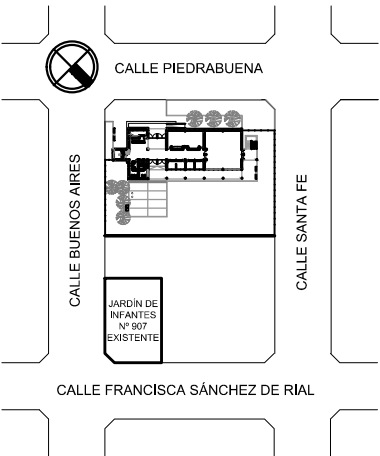 CALLE PIEDRABUENA
CALLE BUENOS AIRES
CALLE SANTA FE
JARDÍN DE
INFANTES
Nº 907
EXISTENTE
CALLE FRANCISCA SÁNCHEZ DE RIAL